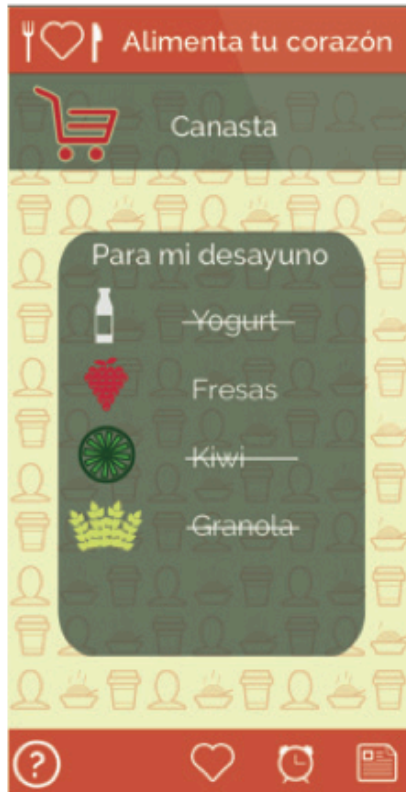 Alimenta tu corazón
Canasta
Para mi desayuno
Yogurt
Fresas
Kiwi
Granola
?